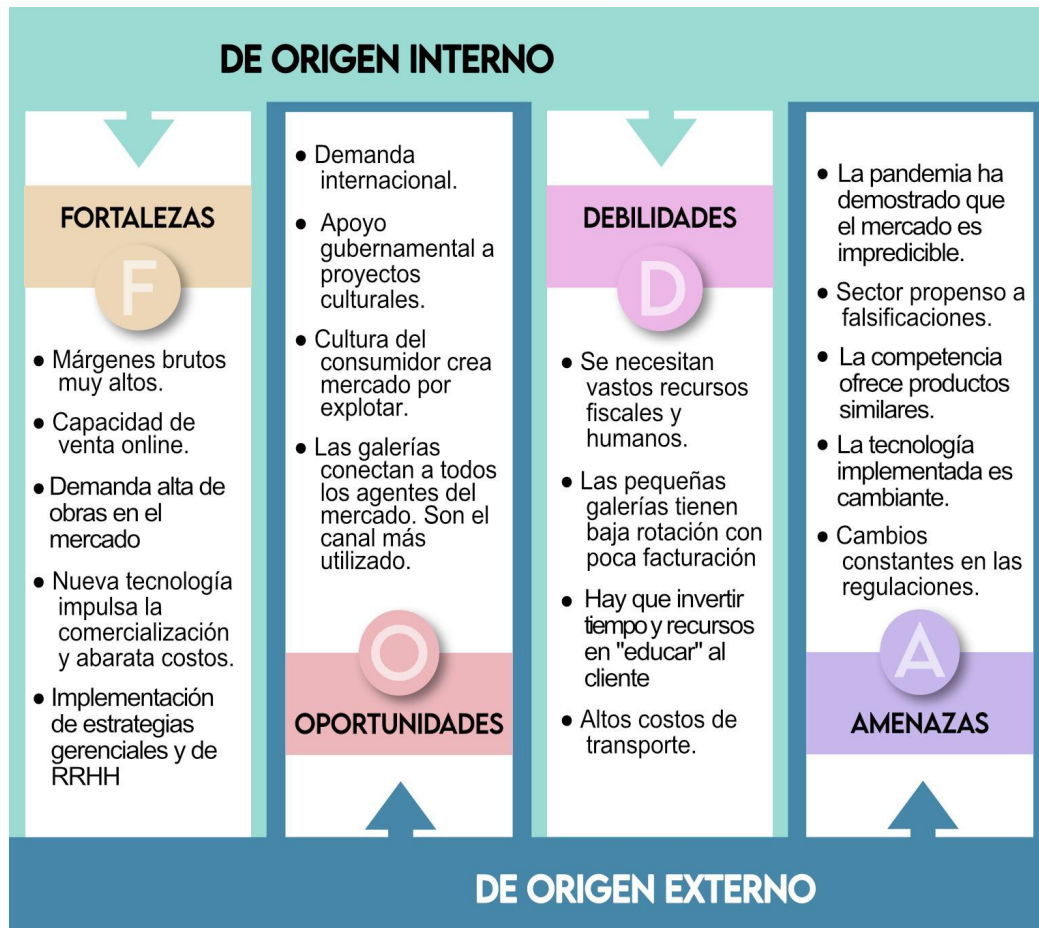 DE ORIGEN INTERNO
FORTALEZAS
F
● Márgenes brutos
muy altos.
● Capacidad de
venta online.
● Demanda alta de
obras en el
mercado
● Nueva tecnología
impulsa la
comercialización
y abarata costos.
● Implementación
de estrategias
gerenciales y de
RRHH
● Demanda
internacional.
● Apoyo
gubernamental a
proyectos
culturales.
● Cultura del
consumidor crea
mercado por
explotar.
● Las galerías
conectan a todos
los agentes del
mercado. Son el
canal más
utilizado.
O
OPORTUNIDADES
DEBILIDADES
D
● Se necesitan
vastos recursos
fiscales y
humanos.
● Las pequeñas
galerías tienen
baja rotación con
poca facturación
● Hay que invertir
tiempo y recursos
en "educar" al
cliente
● Altos costos de
transporte.
● La pandemia ha
demostrado que
el mercado es
impredicible.
● Sector propenso a
falsificaciones.
● La competencia
ofrece productos
similares.
● La tecnología
implementada es
cambiante.
● Cambios
constantes en las
regulaciones.
A
AMENAZAS
DE ORIGEN EXTERNO